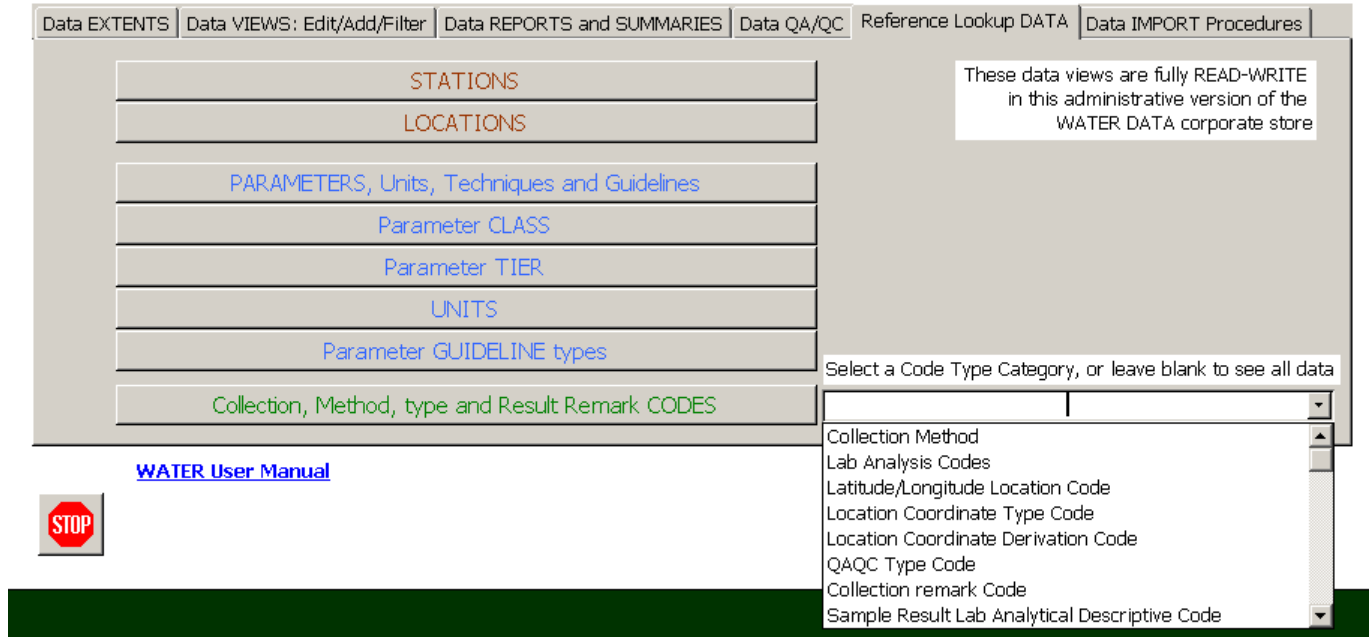 Data EXTENTS
Data VIEWS: Edit/Add/Filter
Data REPORTS and SUMMARIES
Data QA/QC
Reference Lookup DATA
Data IMPORT Procedures
STATIONS
LOCATIONS
These data views are fully READ-WRITE
in this administrative version of the
WATER DATA corporate store
PARAMETERS, Units, Techniques and Guidelines
Parameter CLASS
Parameter TIER
UNITS
Parameter GUIDELINE types
Select a Code Type Category, or leave blank to see all data
Collection, Method, type and Result Remark CODES
Collection Method
Lab Analysis Codes
Latitude/Longitude Location Code
Location Coordinate Type Code
Location Coordinate Derivation Code
QAQC Type Code
Collection remark Code
Sample Result Lab Analytical Descriptive Code
WATER User Manual
STOP